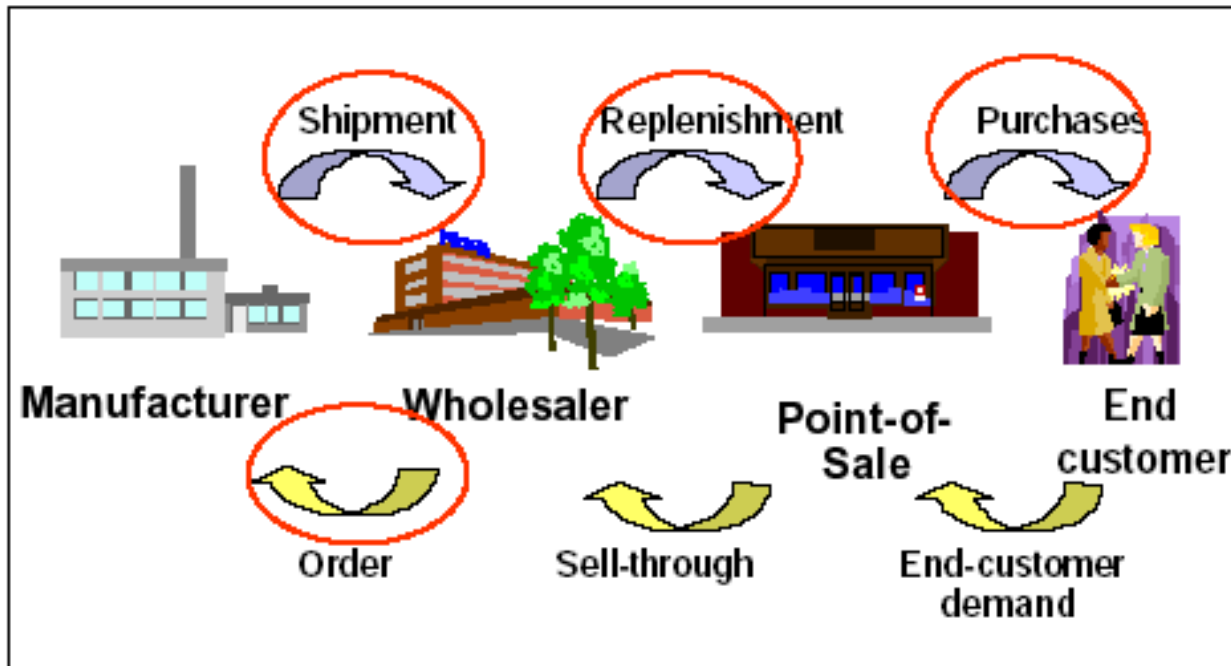 Shipment
Replenishment
Purchases
Manufacturer
Wholesaler
Point-of-
Sale
End
customer
Order
Sell-through
End-customer
demand